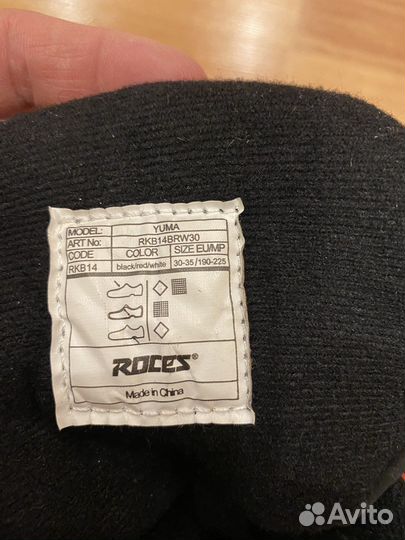 MODEL: YUMA
ART No: RKB14BRW30
CODE COLOR SIZE EU/MP
RKB14 black/red/white 30-35/190-225
ROCES®
Made in China
Avito